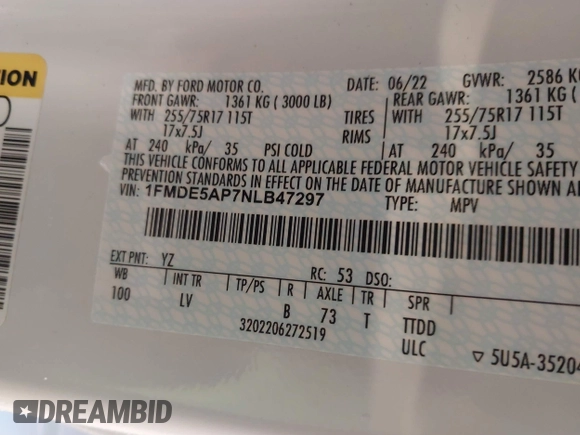 TION
MFD. BY FORD MOTOR CO. DATE: 06/22 GVWR: 2586 KG
FRONT GAWR: 1361 KG ( 3000 LB) REAR GAWR: 1361 KG (
WITH 255/75R17 115T TIRES WITH 255/75R17 115T
17x7.5J RIMS 17x7.5J
AT 240 kPa/ 35 PSI COLD AT 240 kPa/ 35
CONFORMS TO ALL APPLICABLE FEDERAL MOTOR VEHICLE SAFETY
PREVENTION STANDARDS IN EFFECT ON THE DATE OF MANUFACTURE SHOWN
VIN: 1FMDE5AP7NLB47297 TYPE: MPV
EXT PNT: YZ RC: 53 DSO:
WB INT TR TP/PS R AXLE TR SPR
100 LV B 73 T TTDD
3202206272519 ULC ▽ 5U5A-35204
DREAMBID